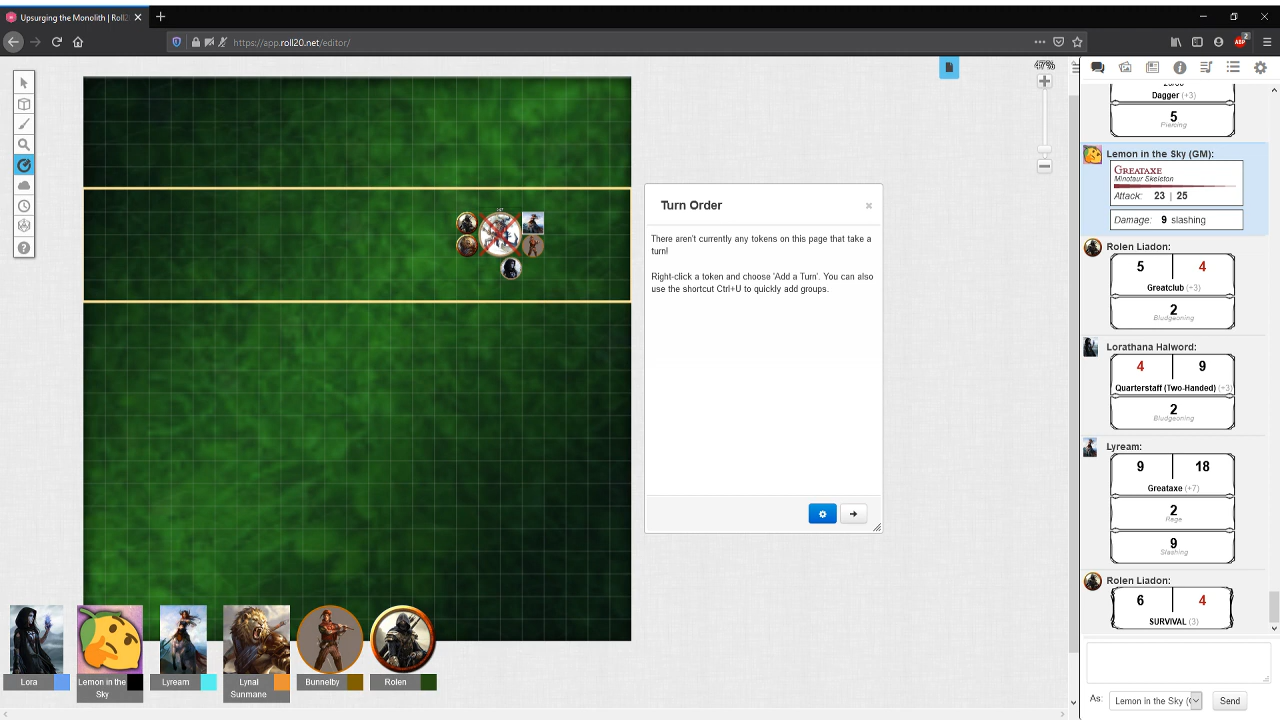 Upsurging the Monolith | Roll2
https://app.roll20.net/editor/
2
47%
Turn Order
There aren't currently any tokens on this page that take a
turn!
Right-click a token and choose 'Add a Turn'. You can also
use the shortcut Ctrl+U to quickly add groups.
Lora
Lemon in the
Sky
Lyream
Lynal
Sunmane
Bunnelby
Rolen
Dagger (+3)
5
Piercing
Lemon in the Sky (GM):
GREATAXE
Minotaur Skeleton
Attack: 23 | 25
Damage: 9 slashing
Rolen Liadon:
5 4
Greatclub (+3)
2
Bludgeoning
Lorathana Halword:
4 9
Quarterstaff (Two-Handed) (+3)
2
Bludgeoning
Lyream:
9 18
Greataxe (+7)
2
Rage
9
Slashing
Rolen Liadon:
6 4
SURVIVAL (3)
As: Lemon in the Sky (
Send